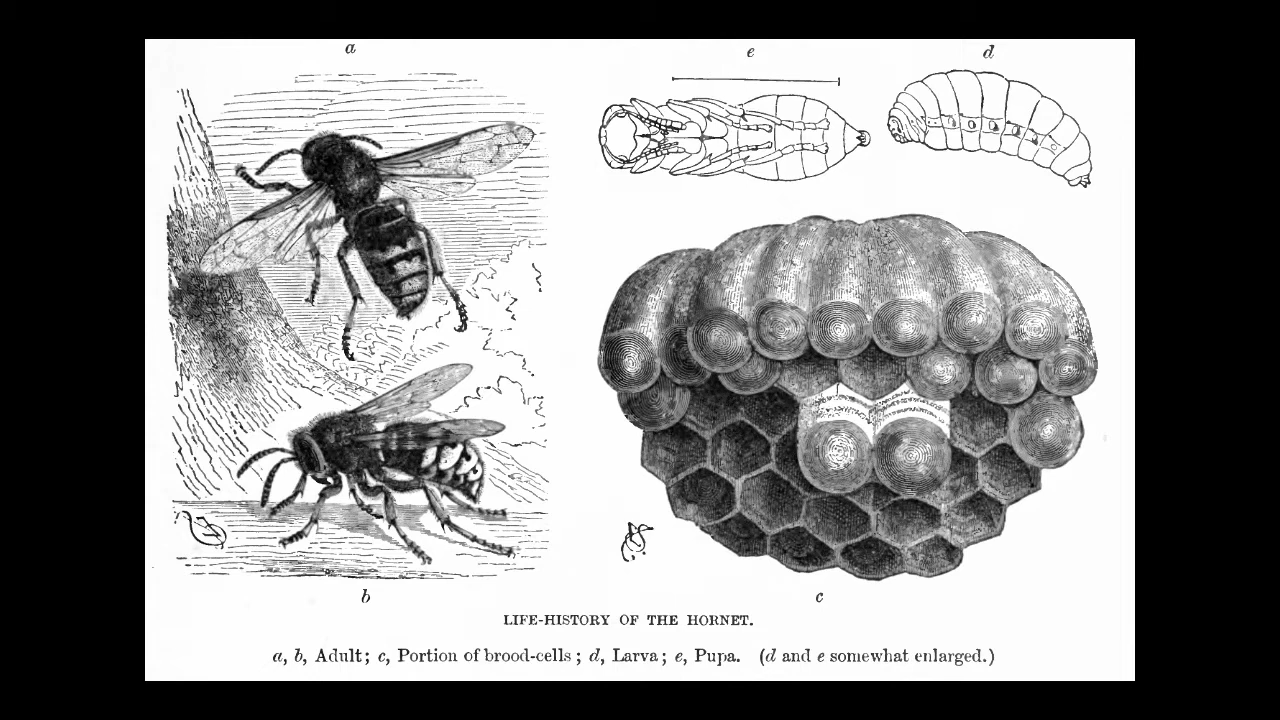 a
e
d
b
c
LIFE-HISTORY OF THE HORNET.
a, b, Adult; c, Portion of brood-cells; d, Larva; e, Pupa. (d and e somewhat enlarged.)